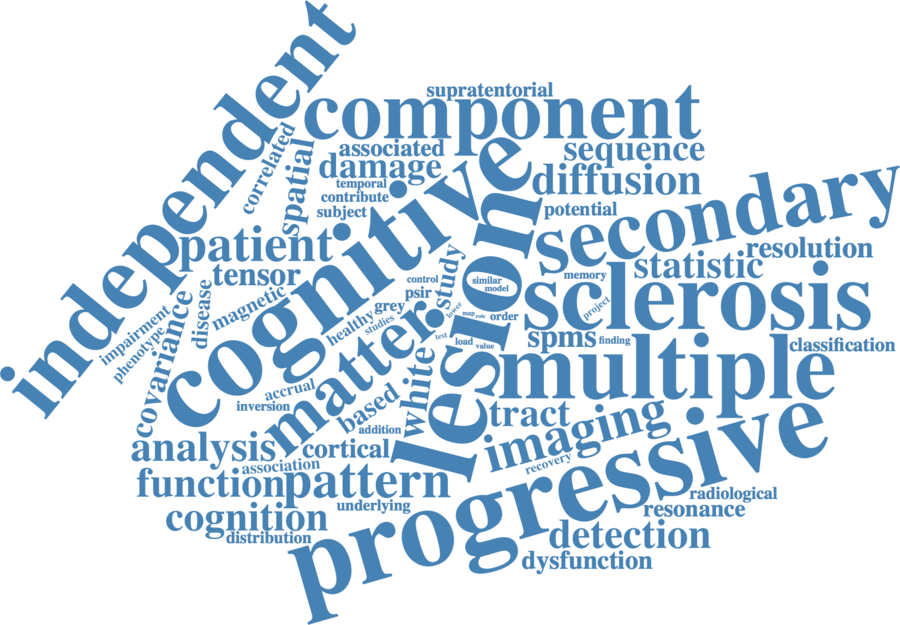 independent
supratentorial
component
associated
sequence
damage
diffusion
temporal
contribute
subject
correlated
spatial
potential
secondary
patient
cognitive
lesion
tensor
resolution
statistic
memory
sclerosis
project
similar
model
control
psir
study
magnetic
disease
grey
healthy
studies
matter
lower
map
role
order
spms
finding
classification
impairment
phenotype
covariance
test
load
value
multiple
accrual
inversion
white
based
addition
tract
imaging
progressive
analysis
cortical
association
recovery
function
pattern
underlying
radiological
resonance
cognition
distribution
detection
dysfunction